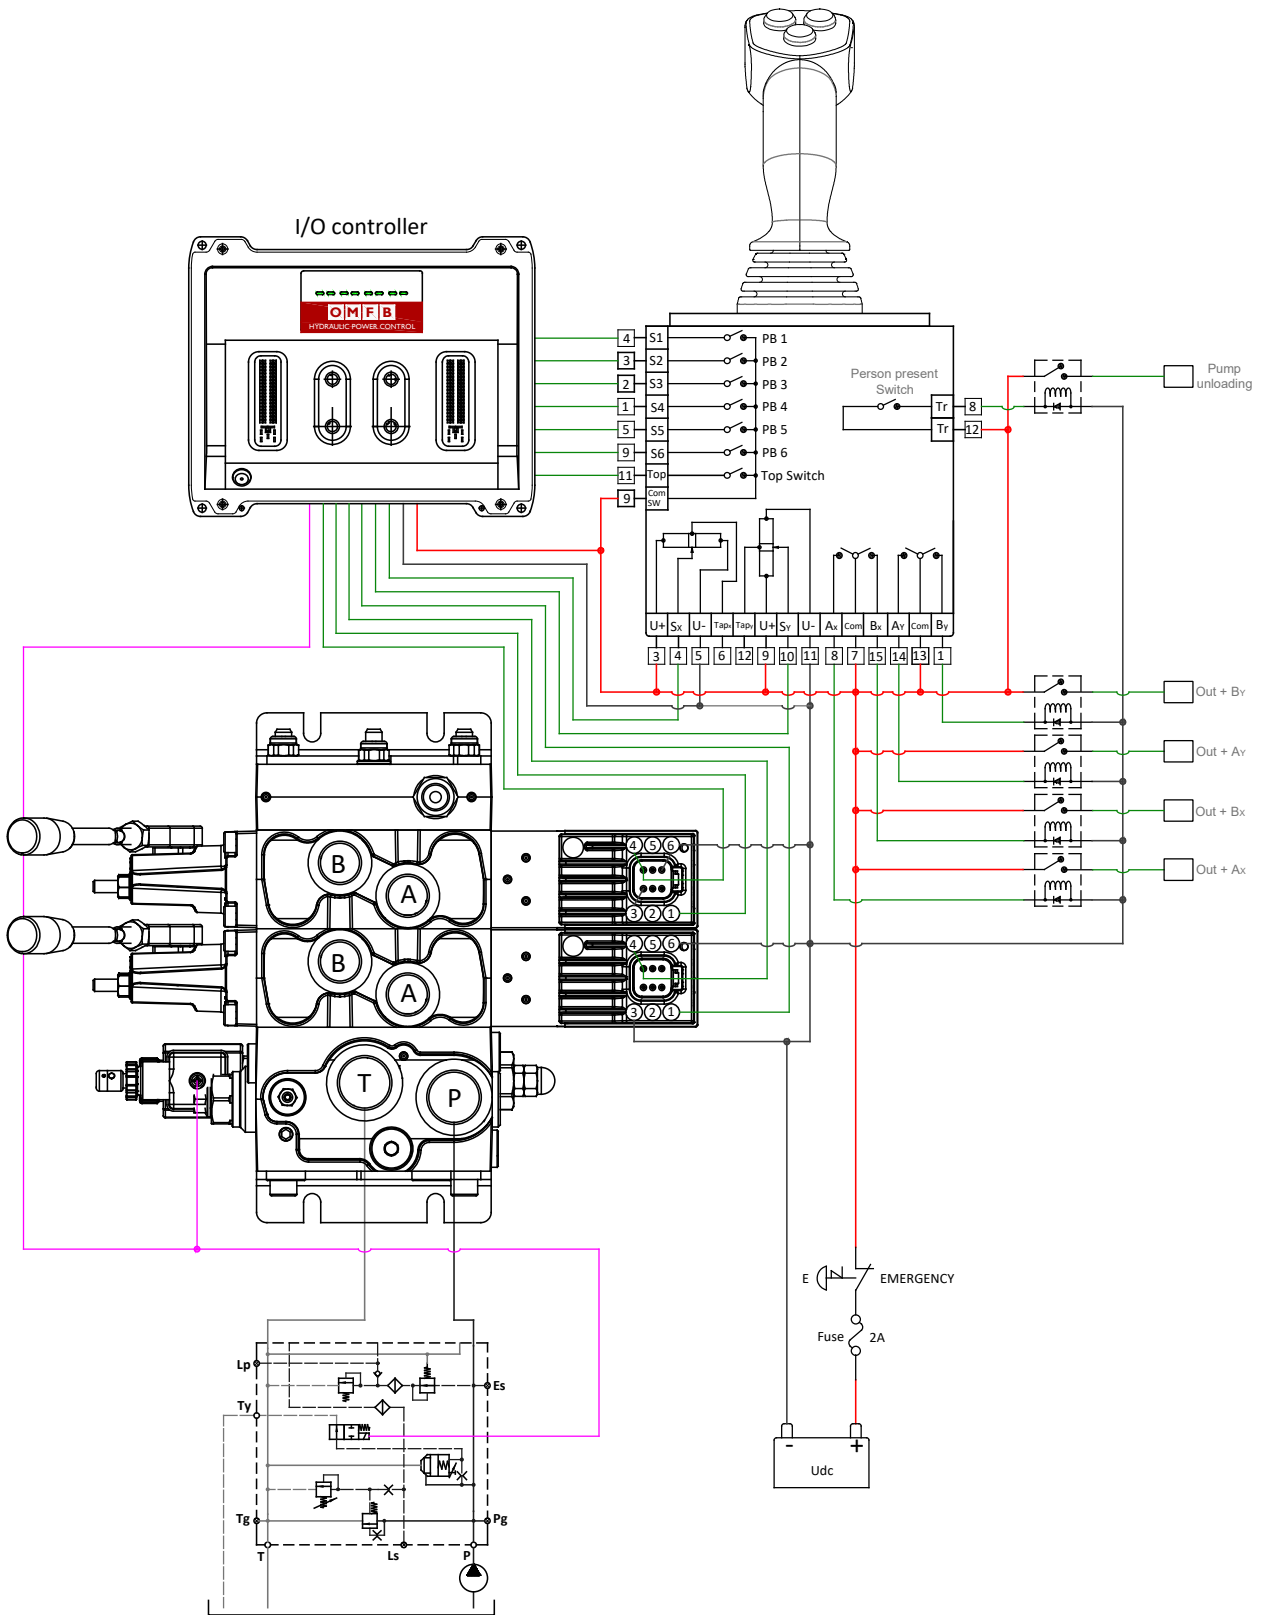 I/O controller
O M F B
HYDRAULIC POWER CONTROL
4 S1 PB 1
3 S2 PB 2
2 S3 PB 3
1 S4 PB 4
5 S5 PB 5
9 S6 PB 6
11 Top Top Switch
9 Com SW
Person present
Switch
Tr 8
Tr 12
Pump
unloading
U+ Sx U- Tapx Tapy U+ SY U- Ax Com Bx AY Com By
3 4 5 6 12 9 10 11 8 7 15 14 13 1
Out + BY
Out + AY
Out + BX
Out + AX
B A
4 5 6
3 2 1
B A
4 5 6
3 2 1
T P
E EMERGENCY
Fuse 2A
- +
Udc
Lp
Es
Ty
Tg
Pg
T Ls P